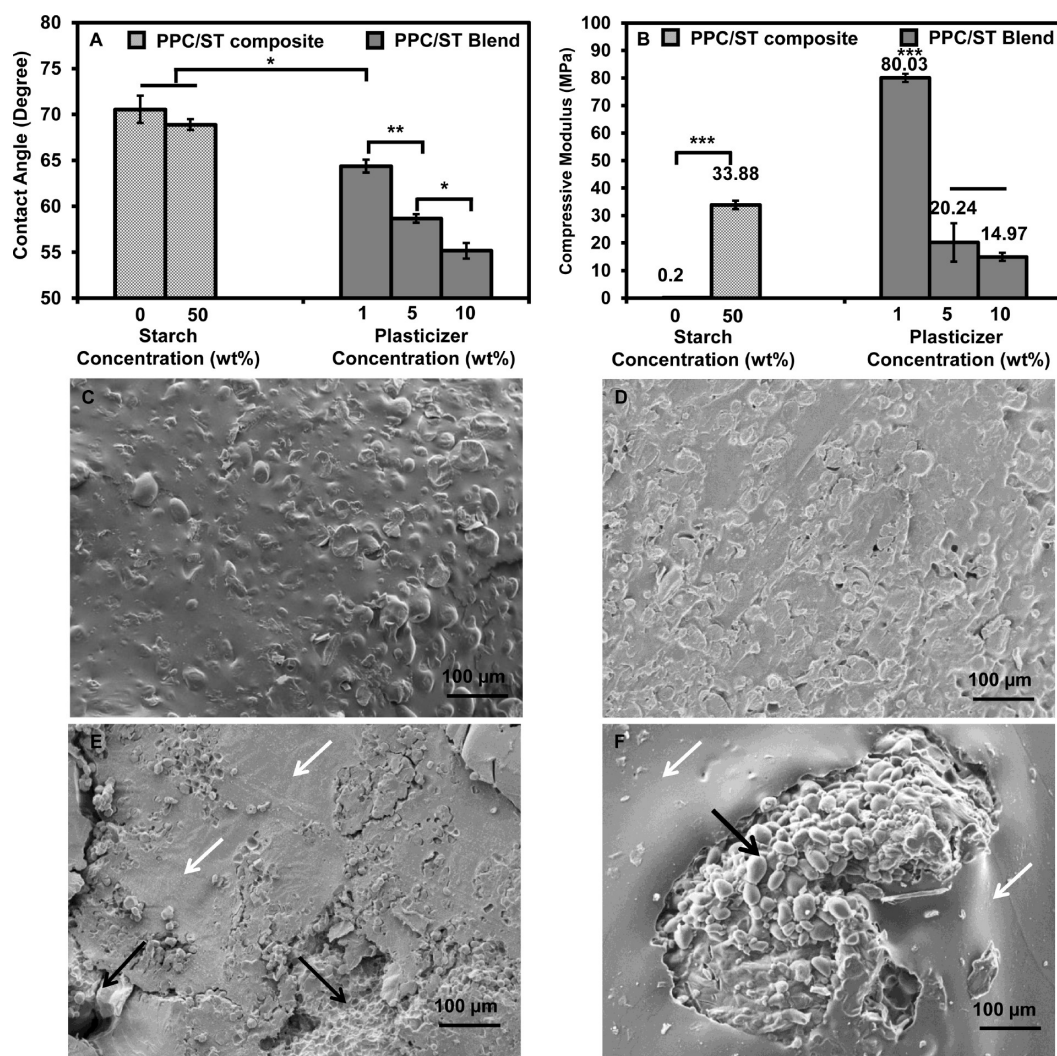 A
PPC/ST composite
PPC/ST Blend
Contact Angle (Degree)
85
80
75
70
65
60
55
50
*
**
*
0 50
1 5 10
Starch
Concentration (wt%)
Plasticizer
Concentration (wt%)
B
PPC/ST composite
PPC/ST Blend
Compressive Modulus (MPa)
100
90
80
70
60
50
40
30
20
10
0
***
80.03
***
33.88
0.2
20.24
14.97
0 50
1 5 10
Starch
Concentration (wt%)
Plasticizer
Concentration (wt%)
C
100 µm
D
100 µm
E
100 µm
F
100 µm